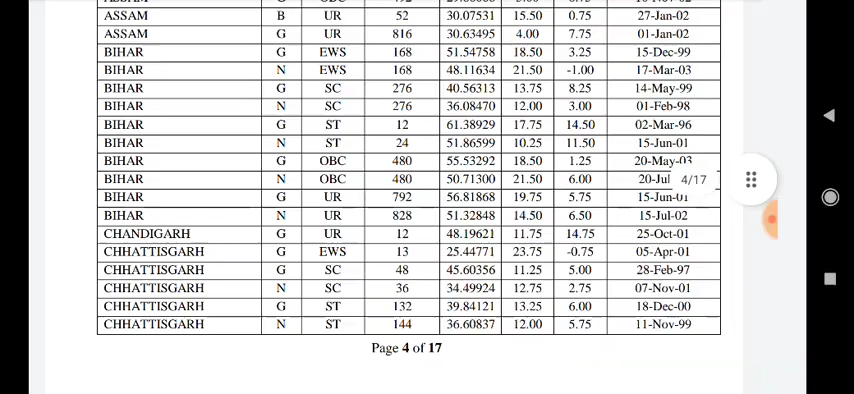 ASSAM B UR 52 30.07531 15.50 0.75 27-Jan-02
ASSAM G UR 816 30.63495 4.00 7.75 01-Jan-02
BIHAR G EWS 168 51.54758 18.50 3.25 15-Dec-99
BIHAR N EWS 168 48.11634 21.50 -1.00 17-Mar-03
BIHAR G SC 276 40.56313 13.75 8.25 14-May-99
BIHAR N SC 276 36.08470 12.00 3.00 01-Feb-98
BIHAR G ST 12 61.38929 17.75 14.50 02-Mar-96
BIHAR N ST 24 51.86599 10.25 11.50 15-Jun-01
BIHAR G OBC 480 55.53292 18.50 1.25 20-May-03
BIHAR N OBC 480 50.71300 21.50 6.00 20-Jul 4/17
BIHAR G UR 792 56.81868 19.75 5.75 15-Jun-01
BIHAR N UR 828 51.32848 14.50 6.50 15-Jul-02
CHANDIGARH G UR 12 48.19621 11.75 14.75 25-Oct-01
CHHATTISGARH G EWS 13 25.44771 23.75 -0.75 05-Apr-01
CHHATTISGARH G SC 48 45.60356 11.25 5.00 28-Feb-97
CHHATTISGARH N SC 36 34.49924 12.75 2.75 07-Nov-01
CHHATTISGARH G ST 132 39.84121 13.25 6.00 18-Dec-00
CHHATTISGARH N ST 144 36.60837 12.00 5.75 11-Nov-99
Page 4 of 17